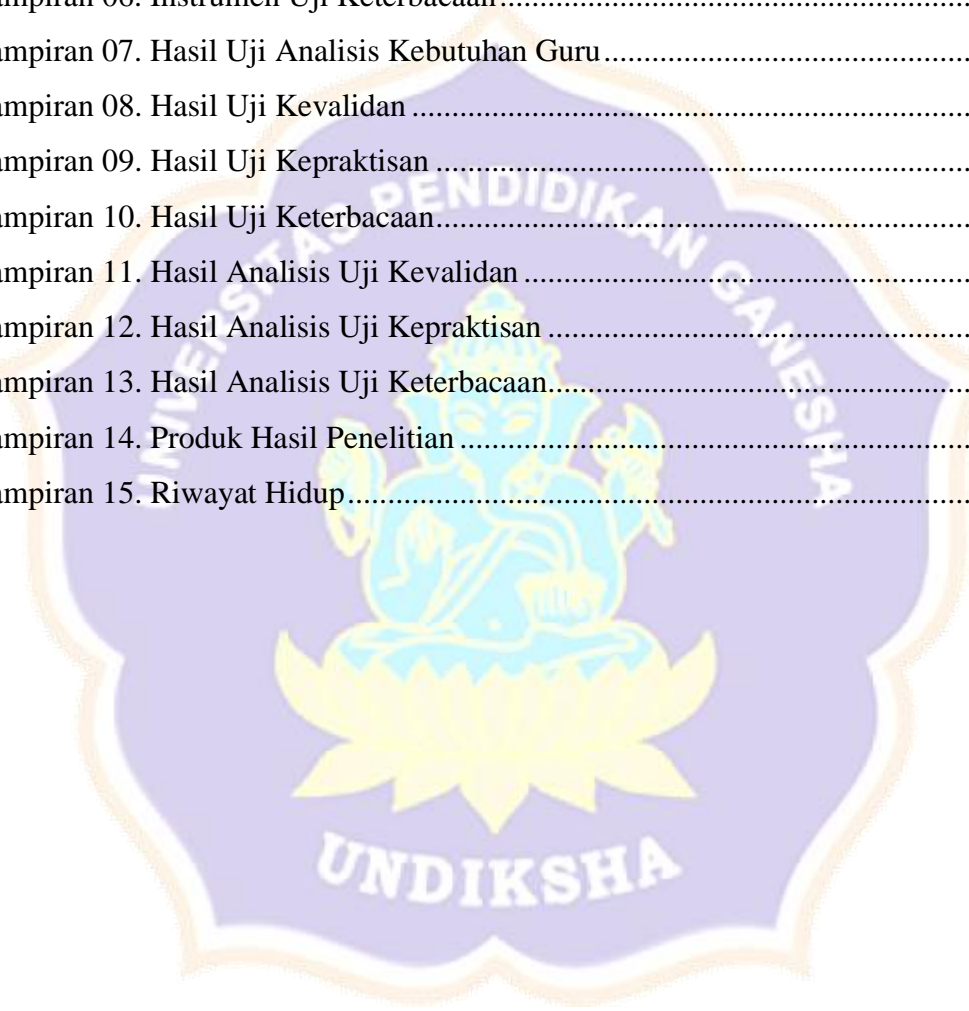 ampiran 06. Instrumen Uji Keterbacaan...............................................................
ampiran 07. Hasil Uji Analisis Kebutuhan Guru...............................................
ampiran 08. Hasil Uji Kevalidan.......................................................................
ampiran 09. Hasil Uji Kepraktisan....................................................................
ampiran 10. Hasil Uji Keterbacaan....................................................................
ampiran 11. Hasil Analisis Uji Kevalidan.........................................................
ampiran 12. Hasil Analisis Uji Kepraktisan......................................................
ampiran 13. Hasil Analisis Uji Keterbacaan.....................................................
ampiran 14. Produk Hasil Penelitian.................................................................
ampiran 15. Riwayat Hidup...............................................................................
UNIVERSITAS PENDIDIKAN GANESHA
UNDIKSHA